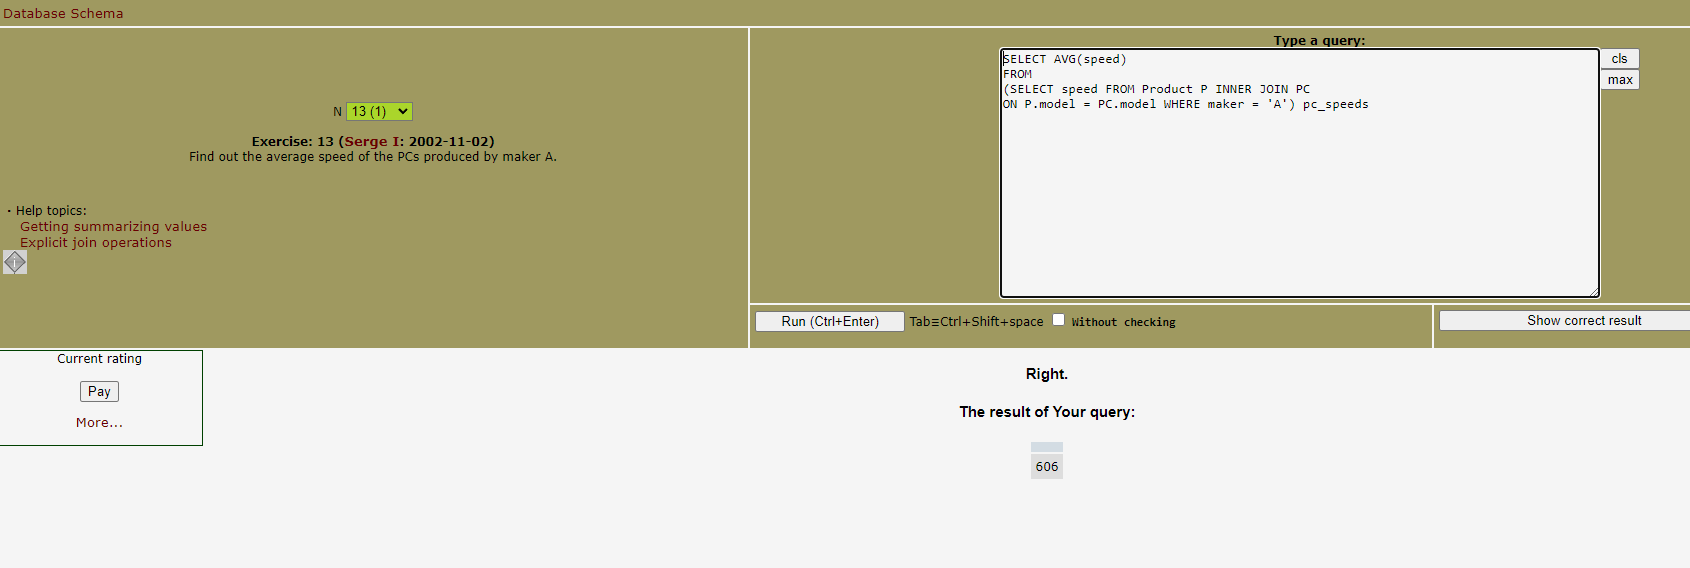 Database Schema
N 13 (1)
Exercise: 13 (Serge I: 2002-11-02)
Find out the average speed of the PCs produced by maker A.
· Help topics:
Getting summarizing values
Explicit join operations
Type a query:
SELECT AVG(speed)
FROM
(SELECT speed FROM Product P INNER JOIN PC
ON P.model = PC.model WHERE maker = 'A') pc_speeds
cls
max
Run (Ctrl+Enter) Tab≡Ctrl+Shift+space Without checking
Show correct result
Current rating
Pay
More...
Right.
The result of Your query:
606